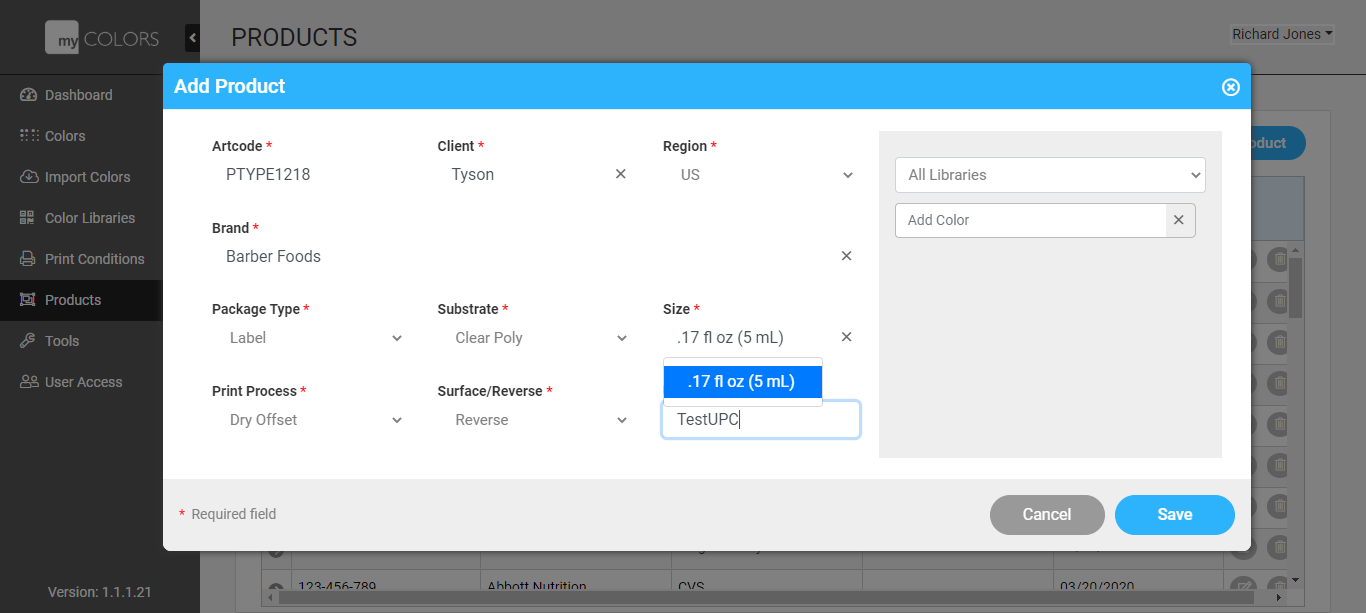 my COLORS
PRODUCTS
Richard Jones
Add Product
Dashboard
Colors
Import Colors
Color Libraries
Print Conditions
Products
Tools
User Access
Version: 1.1.1.21
Artcode *
PTYPE1218
Client *
Tyson
Region *
US
Brand *
Barber Foods
Package Type *
Label
Substrate *
Clear Poly
Size *
.17 fl oz (5 mL)
.17 fl oz (5 mL)
Print Process *
Dry Offset
Surface/Reverse *
Reverse
TestUPC
All Libraries
Add Color
oduct
* Required field
Cancel
Save
123-456-789
Abbott Nutrition
CVS
03/20/2020